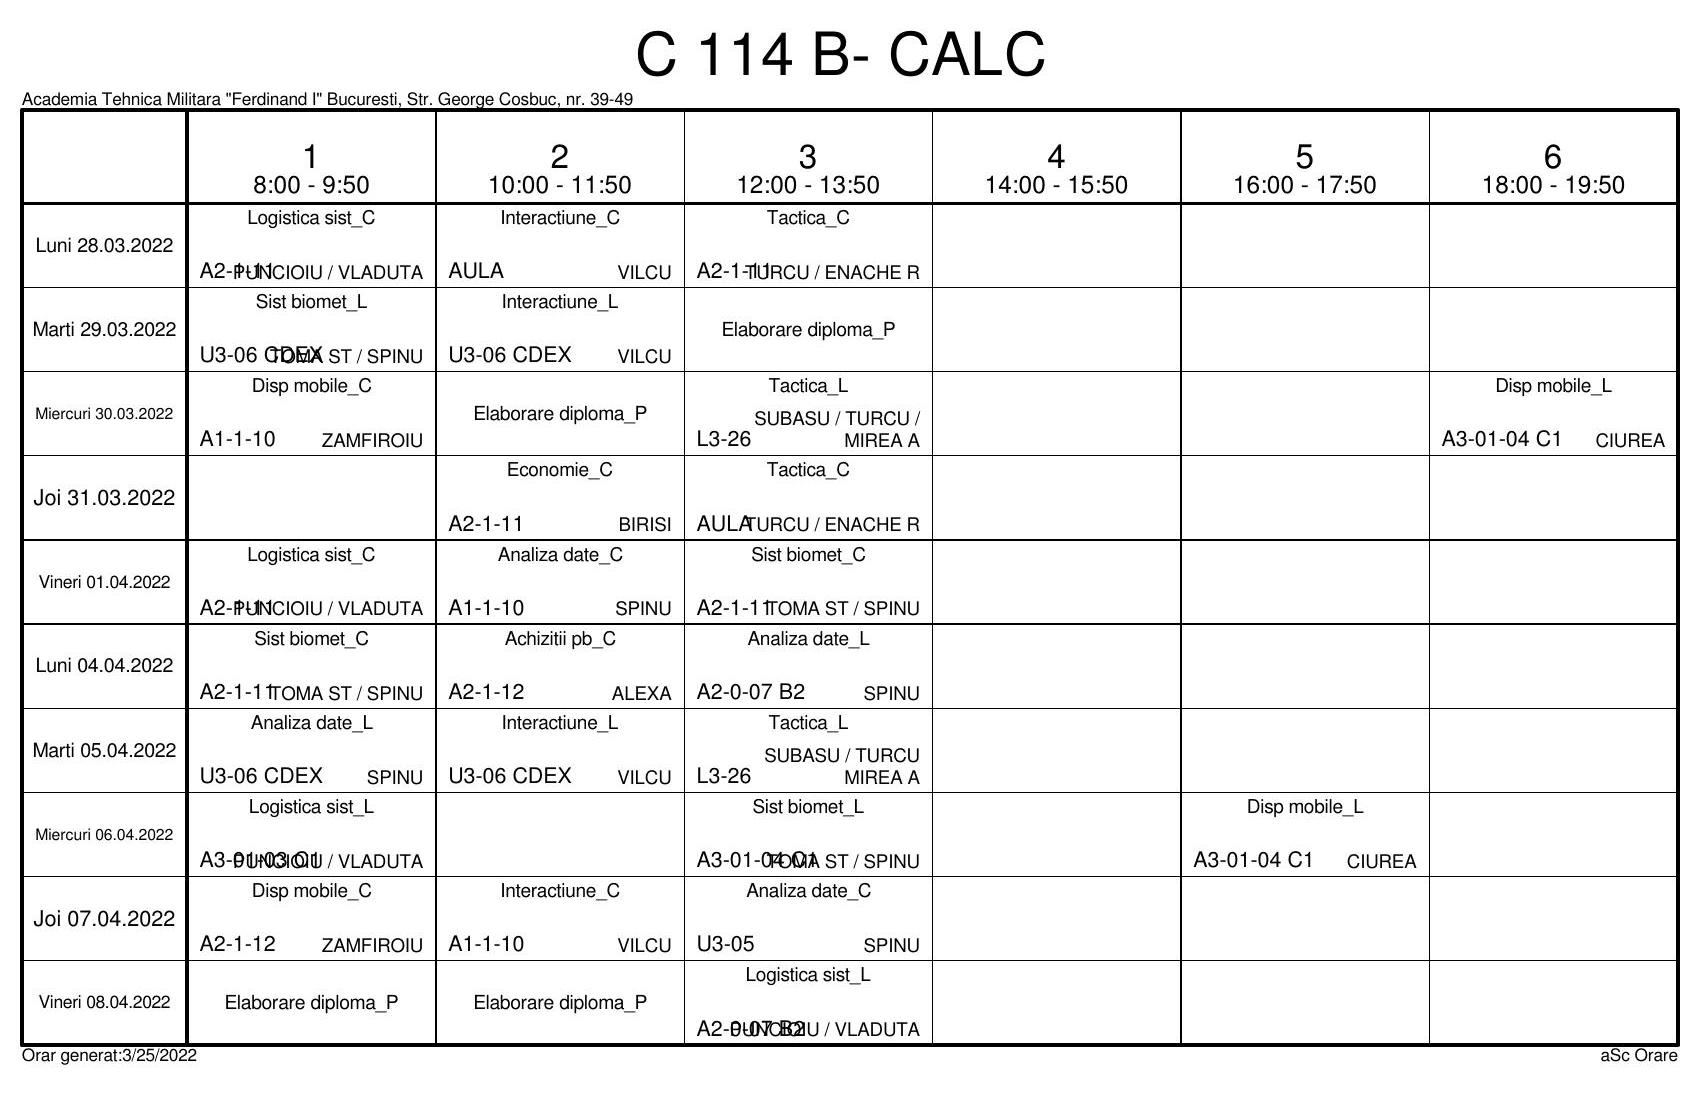 C 114 B- CALC
Academia Tehnica Militara "Ferdinand I" Bucuresti, Str. George Cosbuc, nr. 39-49
1 2 3 4 5 6
8:00 - 9:50 10:00 - 11:50 12:00 - 13:50 14:00 - 15:50 16:00 - 17:50 18:00 - 19:50
Logistica sist_C Interactiune_C Tactica_C
Luni 28.03.2022
A2-1-11 PUNCIOIU / VLADUTA AULA VILCU A2-1-11 TURCU / ENACHE R
Sist biomet_L Interactiune_L
Marti 29.03.2022 Elaborare diploma_P
U3-06 CDEX TOMA ST / SPINU U3-06 CDEX VILCU
Disp mobile_C Tactica_L Disp mobile_L
Miercuri 30.03.2022 Elaborare diploma_P SUBASU / TURCU /
A1-1-10 ZAMFIROIU L3-26 MIREA A A3-01-04 C1 CIUREA
Economie_C Tactica_C
Joi 31.03.2022
A2-1-11 BIRISI AULA TURCU / ENACHE R
Logistica sist_C Analiza date_C Sist biomet_C
Vineri 01.04.2022
A2-1-11 PUNCIOIU / VLADUTA A1-1-10 SPINU A2-1-11 TOMA ST / SPINU
Sist biomet_C Achizitii pb_C Analiza date_L
Luni 04.04.2022
A2-1-11 TOMA ST / SPINU A2-1-12 ALEXA A2-0-07 B2 SPINU
Analiza date_L Interactiune_L Tactica_L
Marti 05.04.2022 SUBASU / TURCU
U3-06 CDEX SPINU U3-06 CDEX VILCU L3-26 MIREA A
Logistica sist_L Sist biomet_L Disp mobile_L
Miercuri 06.04.2022
A3-01-03 C1 PUNCIOIU / VLADUTA A3-01-04 C1 TOMA ST / SPINU A3-01-04 C1 CIUREA
Disp mobile_C Interactiune_C Analiza date_C
Joi 07.04.2022
A2-1-12 ZAMFIROIU A1-1-10 VILCU U3-05 SPINU
Logistica sist_L
Vineri 08.04.2022 Elaborare diploma_P Elaborare diploma_P
A2-0-07 B2 PUNCIOIU / VLADUTA
Orar generat:3/25/2022 aSc Orare